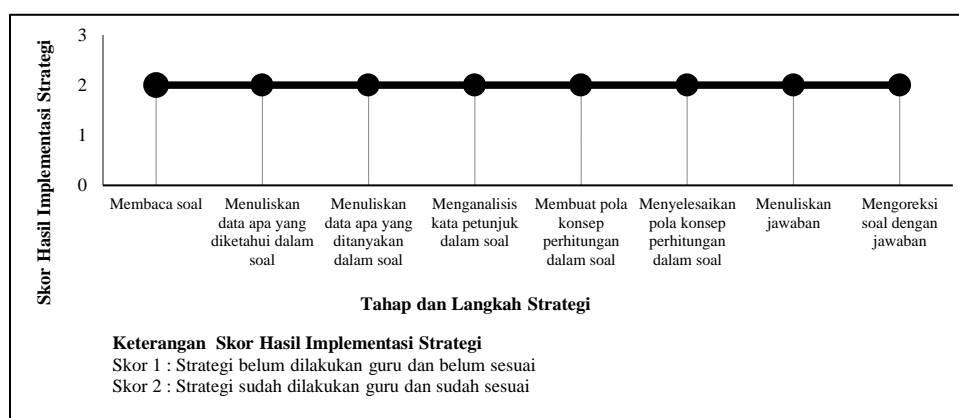 Skor Hasil Implementasi Strategi
3
2
1
0
Membaca soal
Menuliskan
data apa yang
diketahui dalam
soal
Menuliskan
data apa yang
ditanyakan
dalam soal
Menganalisis
kata petunjuk
dalam soal
Membuat pola
konsep
perhitungan
dalam soal
Menyelesaikan
pola konsep
perhitungan
dalam soal
Menuliskan
jawaban
Mengoreksi
soal dengan
jawaban
Tahap dan Langkah Strategi
Keterangan Skor Hasil Implementasi Strategi
Skor 1 : Strategi belum dilakukan guru dan belum sesuai
Skor 2 : Strategi sudah dilakukan guru dan sudah sesuai